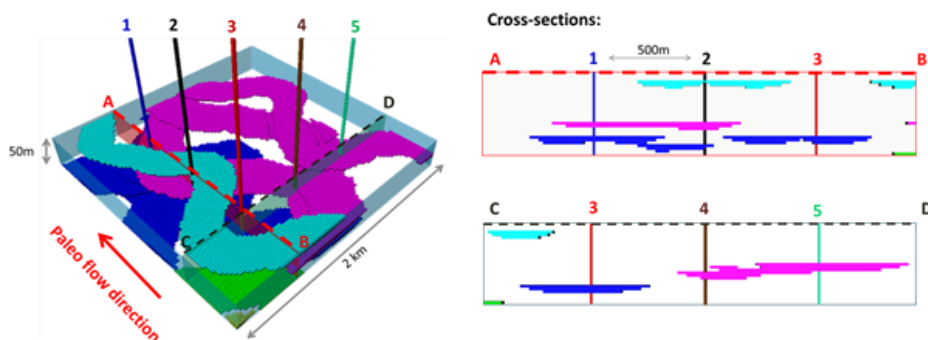 1 2 3 4 5
A
D
50m
C
B
2 km
Paleo flow direction
Cross-sections:
A 1 500m 2 3 B
C 3 4 5 D